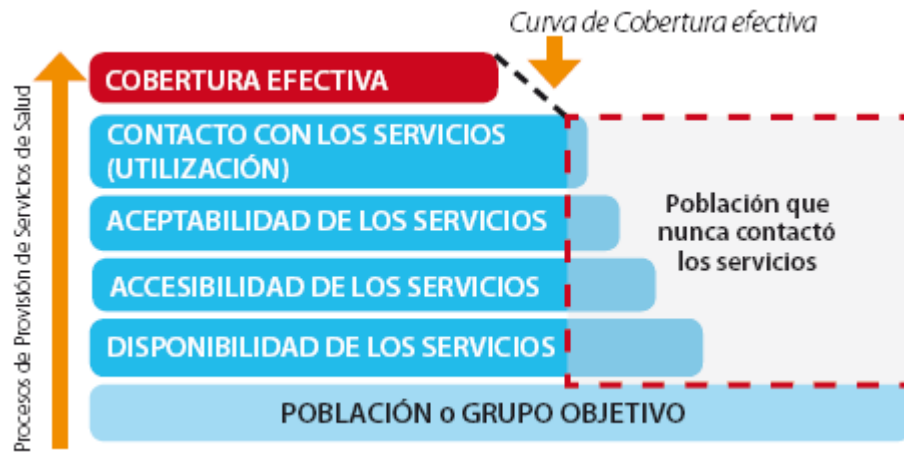 Curva de Cobertura efectiva
COBERTURA EFECTIVA
CONTACTO CON LOS SERVICIOS
(UTILIZACIÓN)
ACEPTABILIDAD DE LOS SERVICIOS
ACCESIBILIDAD DE LOS SERVICIOS
DISPONIBILIDAD DE LOS SERVICIOS
POBLACIÓN o GRUPO OBJETIVO
Población que
nunca contactó
los servicios
Procesos de Provisión de Servicios de Salud